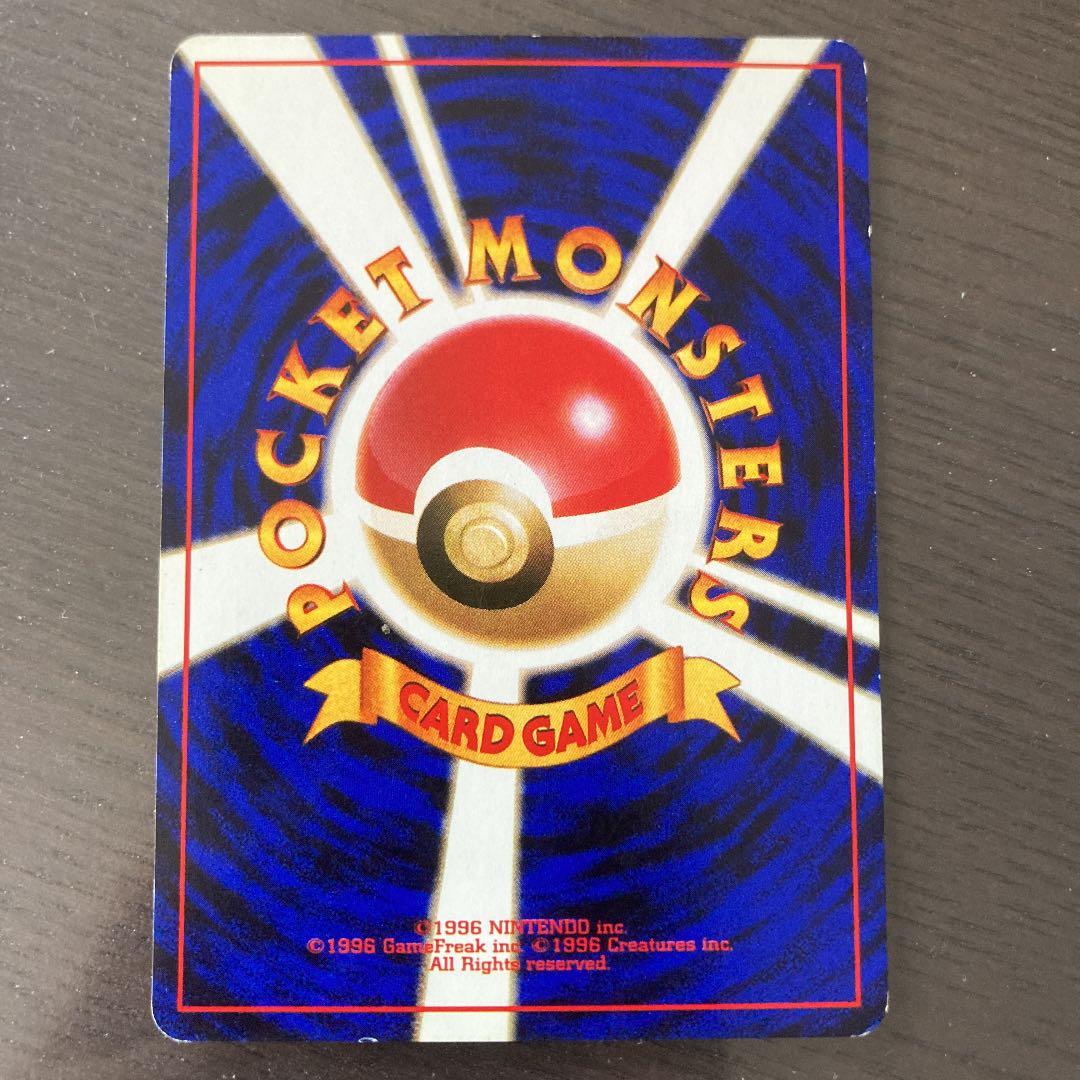 POCKET MONSTERS
CARD GAME
©1996 NINTENDO inc.
©1996 GameFreak inc. ©1996 Creatures inc.
All Rights reserved.